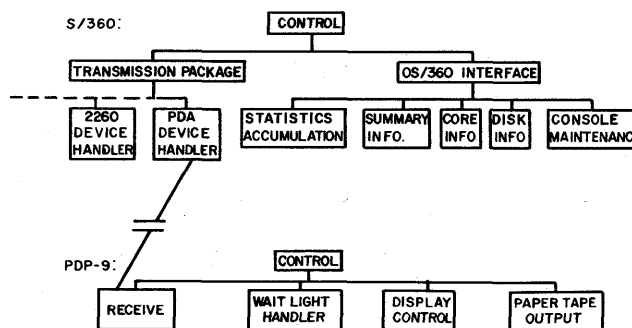 S/360:
CONTROL
TRANSMISSION PACKAGE
OS/360 INTERFACE
2260
DEVICE
HANDLER
PDA
DEVICE
HANDLER
STATISTICS
ACCUMULATION
SUMMARY
INFO.
CORE
INFO.
DISK
INFO
CONSOLE
MAINTENANCE
PDP-9:
CONTROL
RECEIVE
WAIT LIGHT
HANDLER
DISPLAY
CONTROL
PAPER TAPE
OUTPUT